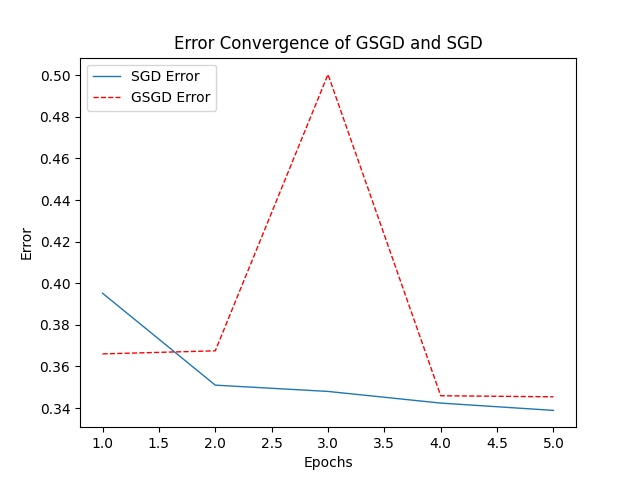 Error Convergence of GSGD and SGD
SGD Error
GSGD Error
0.50
0.48
0.46
0.44
0.42
0.40
0.38
0.36
0.34
Error
1.0 1.5 2.0 2.5 3.0 3.5 4.0 4.5 5.0
Epochs